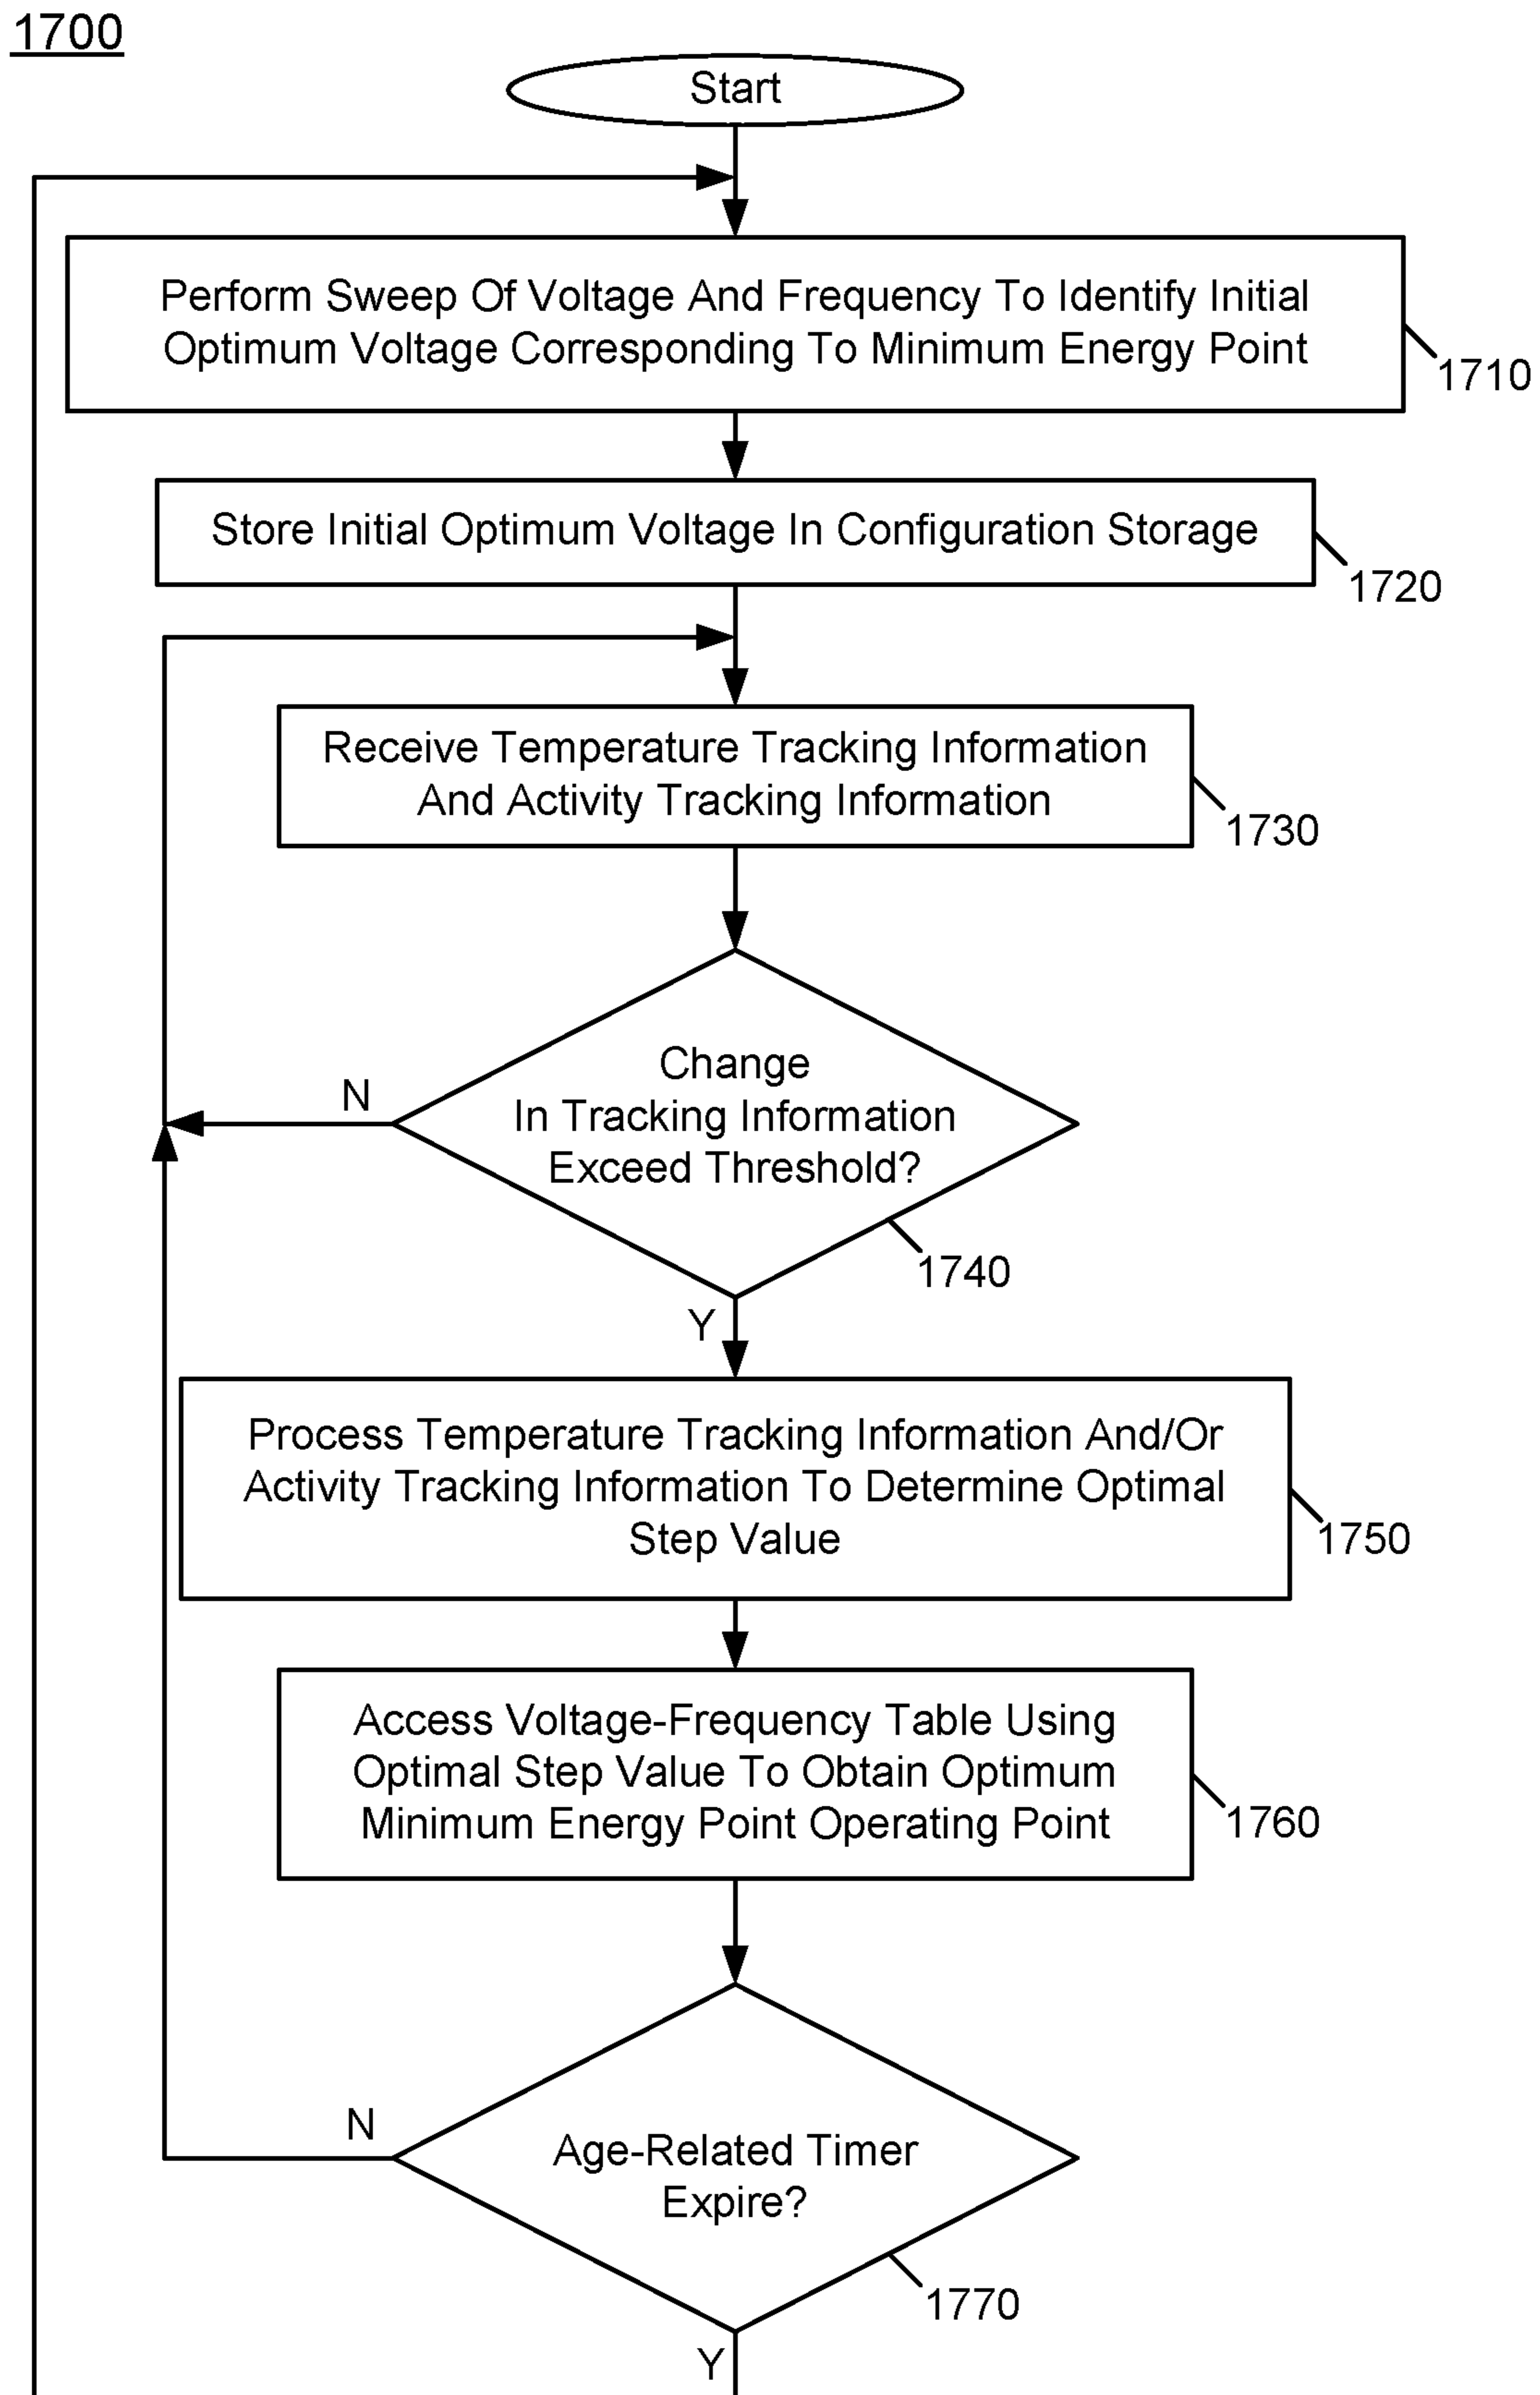 1700
Start
Perform Sweep Of Voltage And Frequency To Identify Initial
Optimum Voltage Corresponding To Minimum Energy Point
1710
Store Initial Optimum Voltage In Configuration Storage
1720
Receive Temperature Tracking Information
And Activity Tracking Information
1730
Change
In Tracking Information
Exceed Threshold?
N
1740
Y
Process Temperature Tracking Information And/Or
Activity Tracking Information To Determine Optimal
Step Value
1750
Access Voltage-Frequency Table Using
Optimal Step Value To Obtain Optimum
Minimum Energy Point Operating Point
1760
N
Age-Related Timer
Expire?
1770
Y